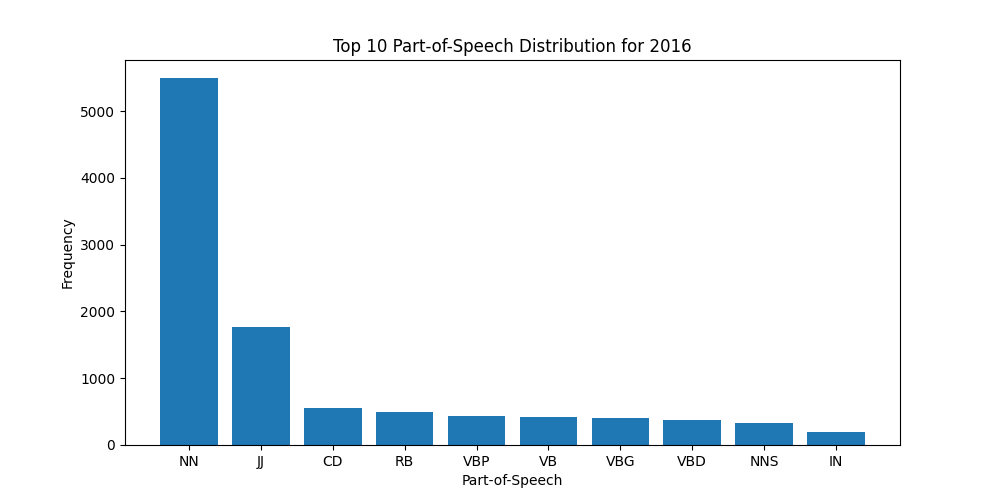 Top 10 Part-of-Speech Distribution for 2016
5000
4000
3000
2000
1000
0
Frequency
NN JJ CD RB VBP VB VBG VBD NNS IN
Part-of-Speech